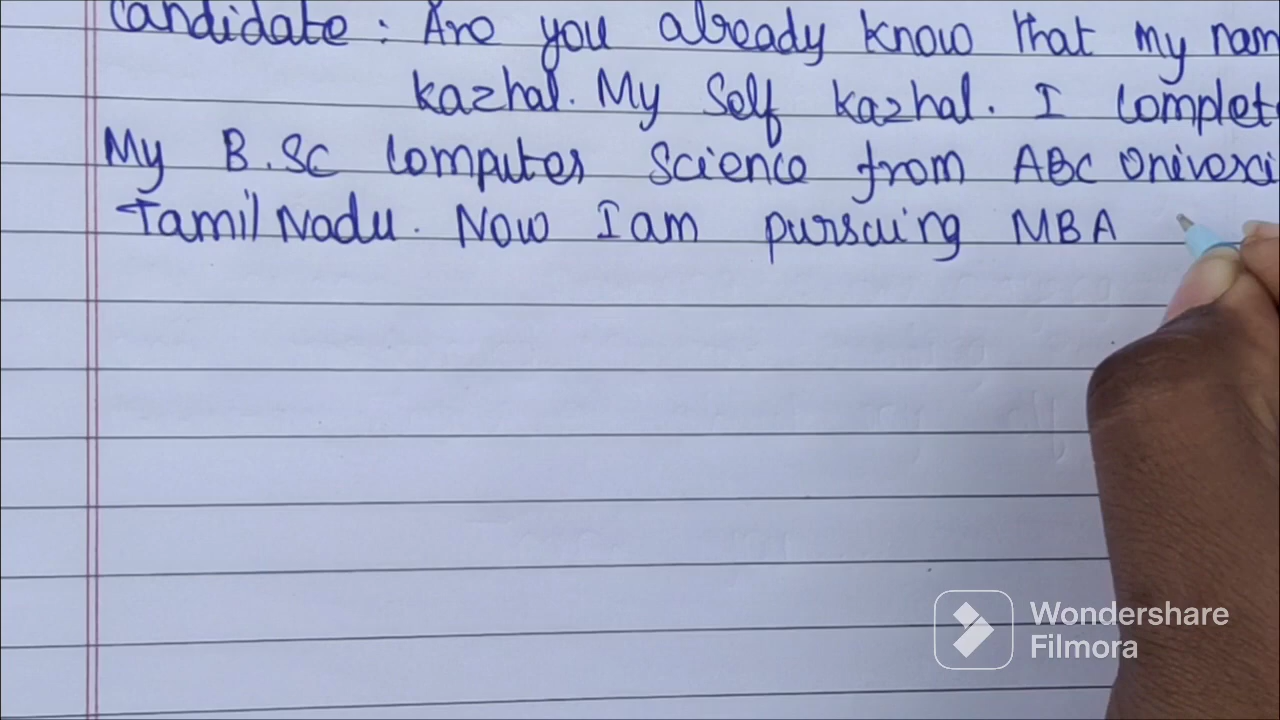 Candidate : Are you already know that my nam
kazhal. My Self kazhal. I complet
My B.Sc Computer Science from ABC Universi
Tamil Nadu. Now I am pursuing MBA
Wondershare
Filmora